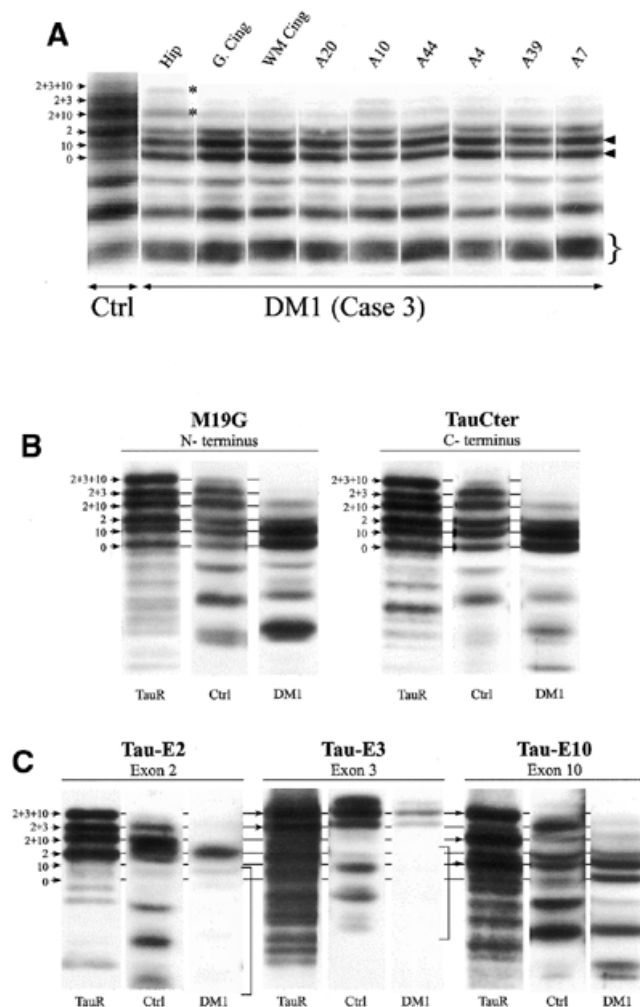 A
Hip G. Cing WM Cing A20 A10 A44 A4 A39 A7
2+3+10
2+3
2+10
2
10
0
*
*
}
Ctrl DM1 (Case 3)
B
M19G TauCter
N- terminus C- terminus
2+3+10 2+3+10
2+3 2+3
2+10 2+10
2 2
10 10
0 0
TauR Ctrl DM1 TauR Ctrl DM1
C
Tau-E2 Tau-E3 Tau-E10
Exon 2 Exon 3 Exon 10
2+3+10
2+3
2+10
2
10
0
TauR Ctrl DM1 TauR Ctrl DM1 TauR Ctrl DM1